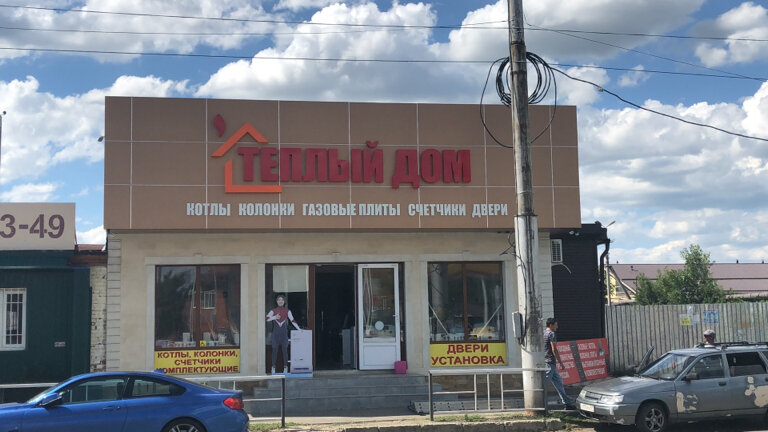 ТЕПЛЫЙ ДОМ
КОТЛЫ КОЛОНКИ ГАЗОВЫЕ ПЛИТЫ СЧЕТЧИКИ ДВЕРИ
3-49
КОТЛЫ, КОЛОНКИ,
СЧЕТЧИКИ
КОМПЛЕКТУЮЩИЕ
ДВЕРИ
УСТАНОВКА